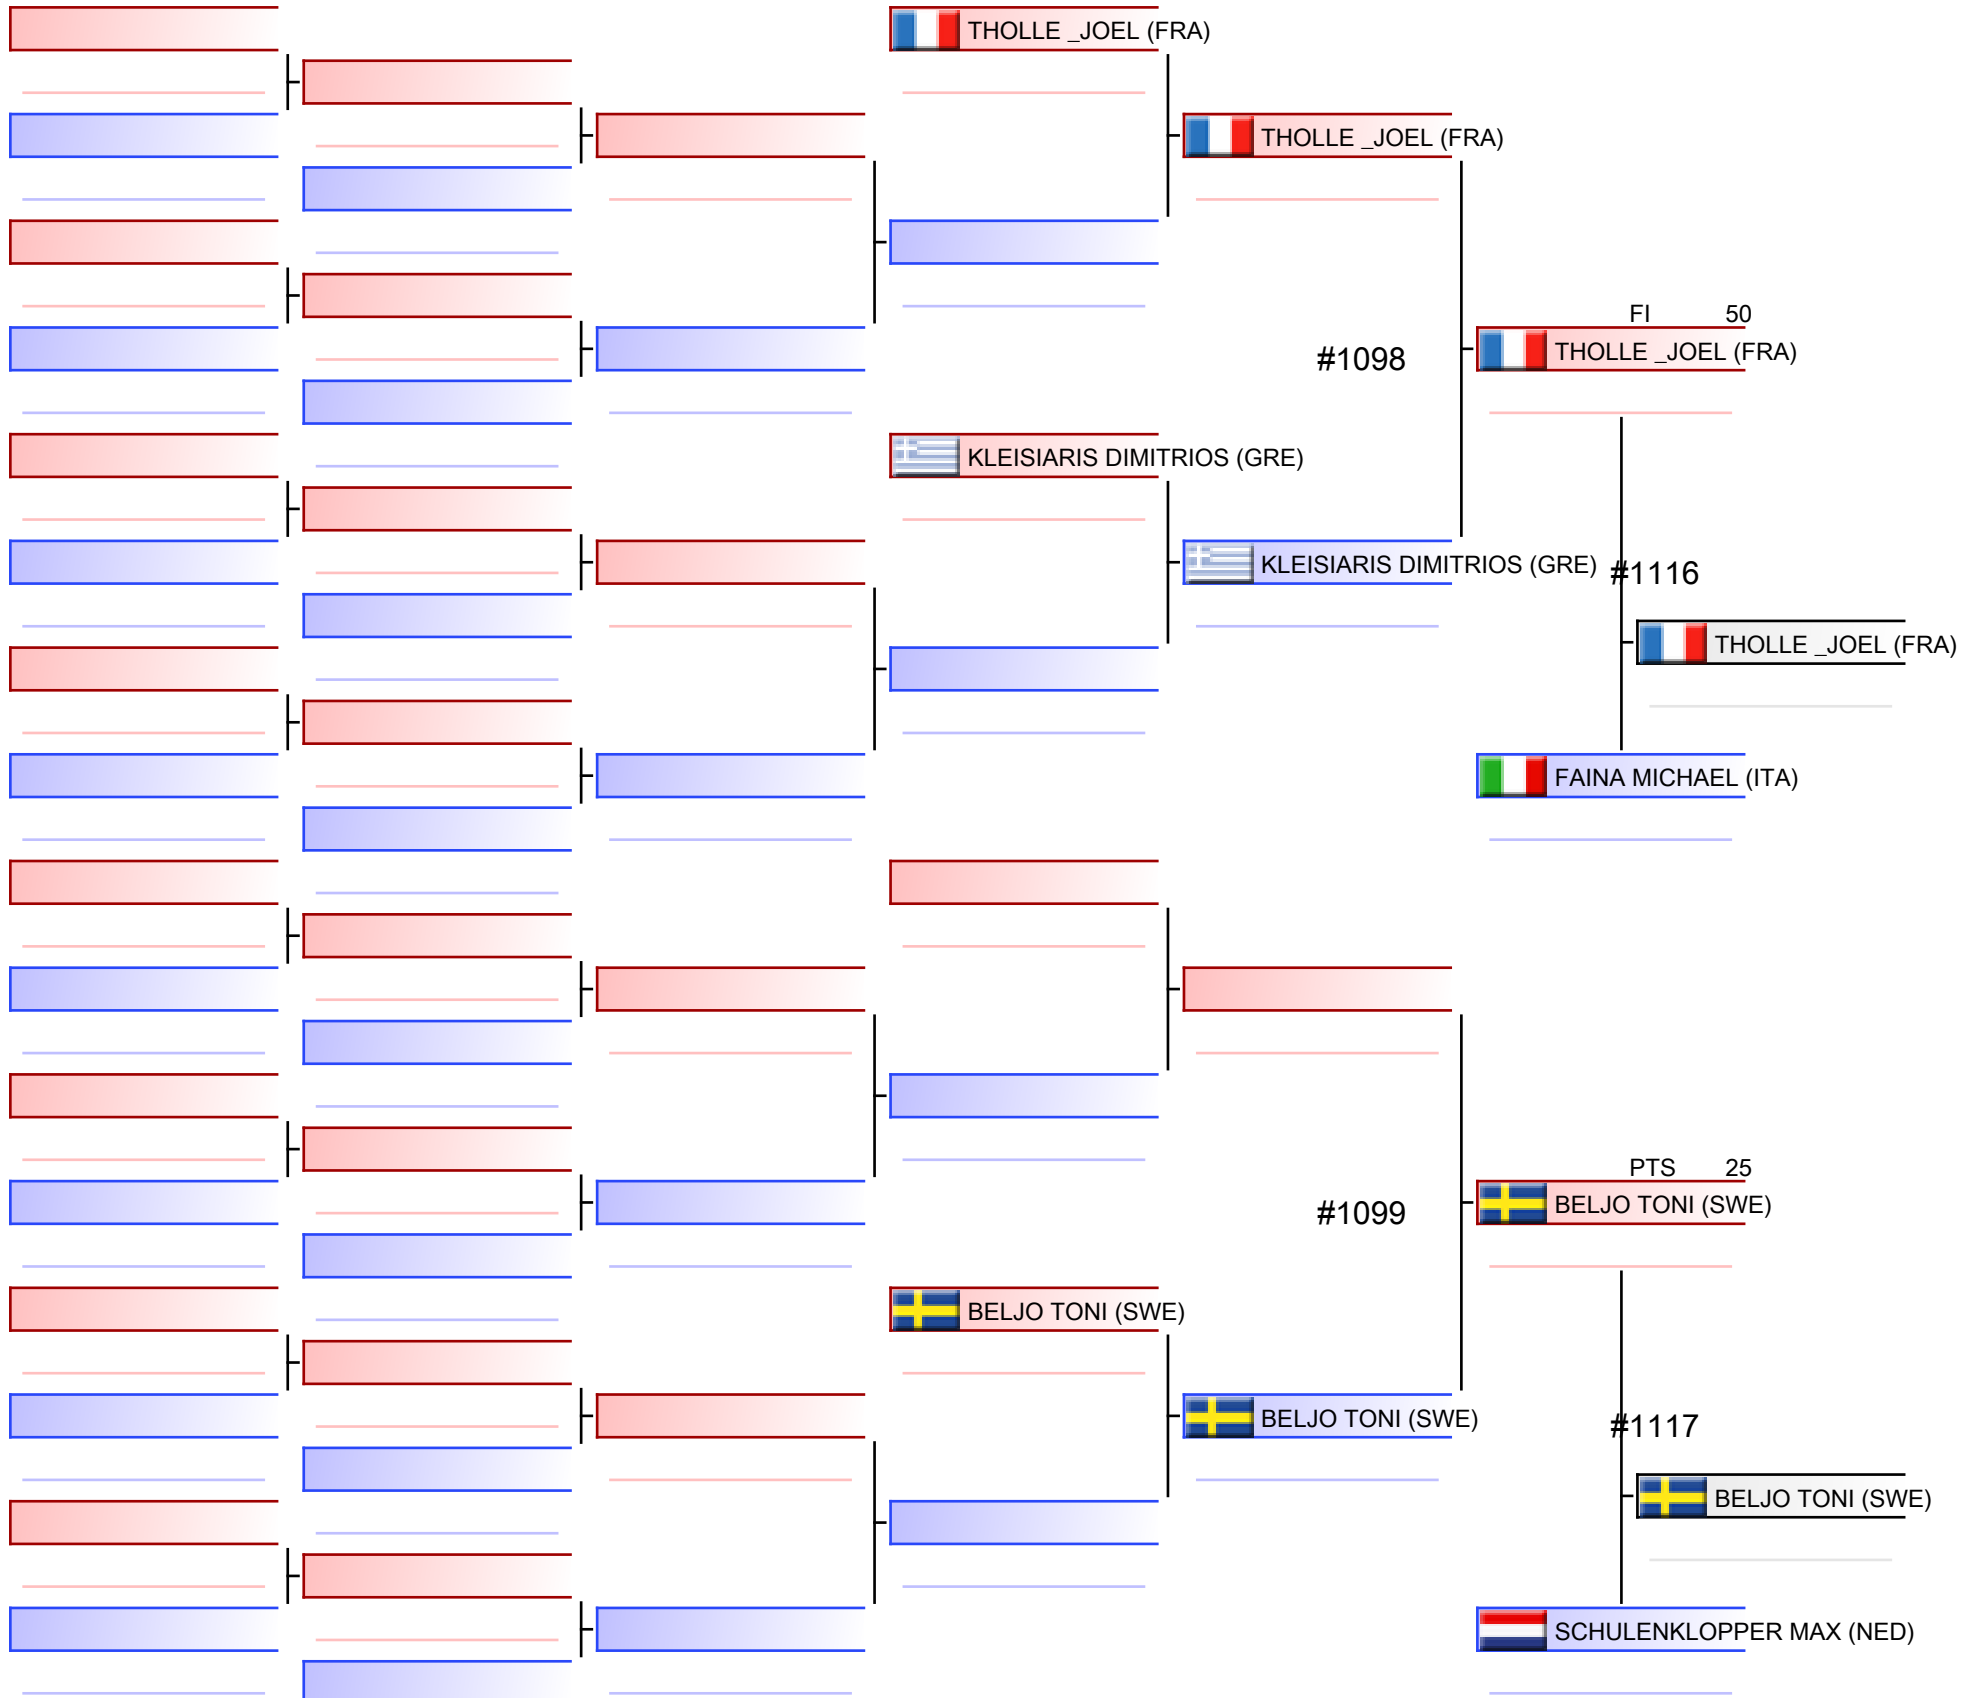 THOLLE _JOEL (FRA)
THOLLE _JOEL (FRA)
FI 50
#1098
THOLLE _JOEL (FRA)
KLEISIARIS DIMITRIOS (GRE)
KLEISIARIS DIMITRIOS (GRE)
#1116
THOLLE _JOEL (FRA)
FAINA MICHAEL (ITA)
PTS 25
#1099
BELJO TONI (SWE)
BELJO TONI (SWE)
BELJO TONI (SWE)
#1117
BELJO TONI (SWE)
SCHULENKLOPPER MAX (NED)